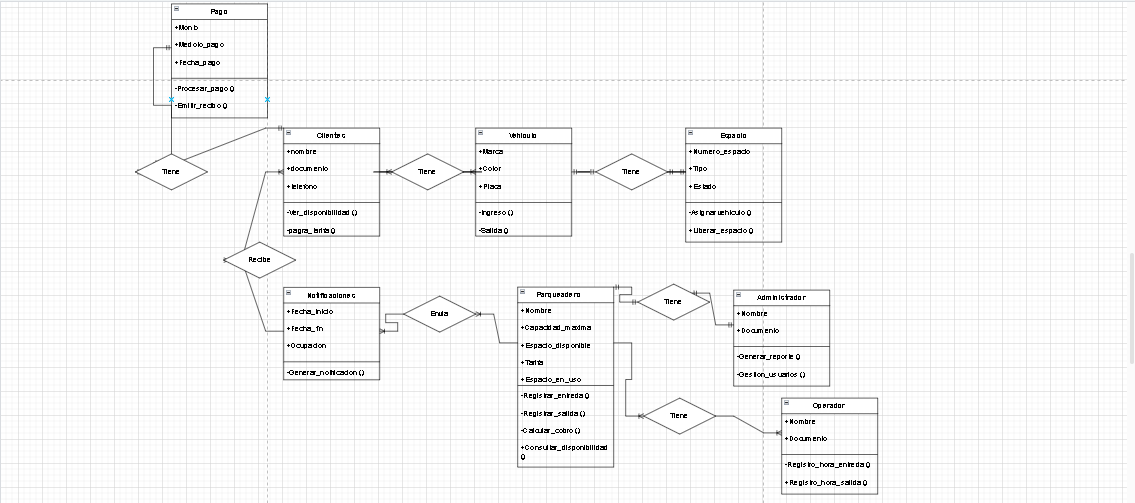 Pago
+Monto
+Metodo_pago
+Fecha_pago
-Procesar_pago()
-Emitir_recibo()
Tiene
Clientes
+nombre
+documento
+telefono
-Ver_disponibilidad()
-pagra_tarifa()
Tiene
Vehiculo
+Marca
+Color
+Placa
-Ingreso()
-Salida()
Tiene
Espacio
+Numero_espacio
+Tipo
+Estado
-Asignar vehiculo()
+Liberar_espacio()
Recibe
Notificaciones
+Fecha_inicio
+Fecha_fin
+Ocupacion
-Generar_notificacion()
Envia
Parqueadero
+Nombre
+Capacidad_maxima
+Espacio_disponible
+Tarifa
+Espacio_en_uso
-Registrar_entrada()
-Registrar_salida()
-Calcular_cobro()
+Consultar_disponibilidad
()
Tiene
Administrador
+Nombre
+Documento
-Generar_reporte()
-Gestion_usuarios()
Tiene
Operador
+Nombre
+Documento
-Registro_hora_entrada()
+Registro_hora_salida()